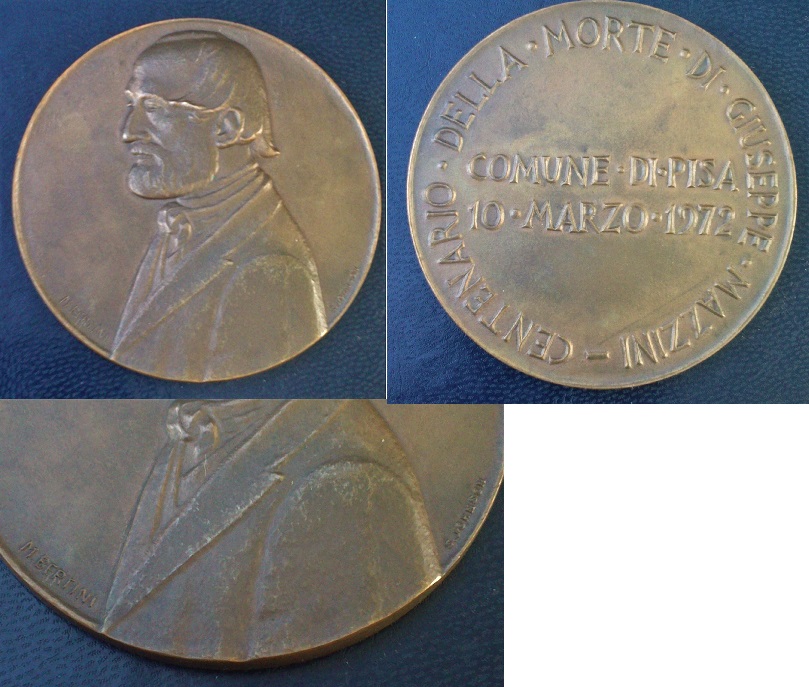 CENTENARIO · DELLA · MORTE · DI · GIUSEPPE · MAZZINI –
COMUNE · DI · PISA
10 · MARZO · 1972